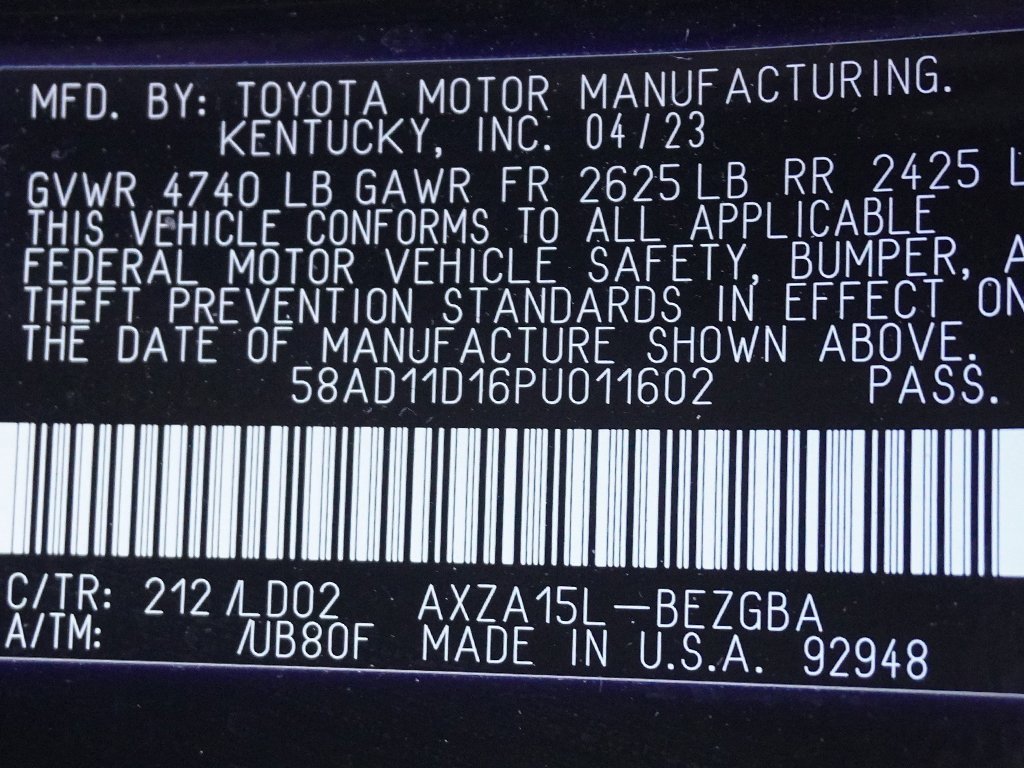 MFD. BY: TOYOTA MOTOR MANUFACTURING.
KENTUCKY, INC. 04/23
GVWR 4740 LB GAWR FR 2625 LB RR 2425 L
THIS VEHICLE CONFORMS TO ALL APPLICABLE
FEDERAL MOTOR VEHICLE SAFETY, BUMPER, A
THEFT PREVENTION STANDARDS IN EFFECT ON
THE DATE OF MANUFACTURE SHOWN ABOVE.
58AD11D16PU011602 PASS.
C/TR: 212 /LD02 AXZA15L-BEZGBA
A/TM: /UB80F MADE IN U.S.A. 92948